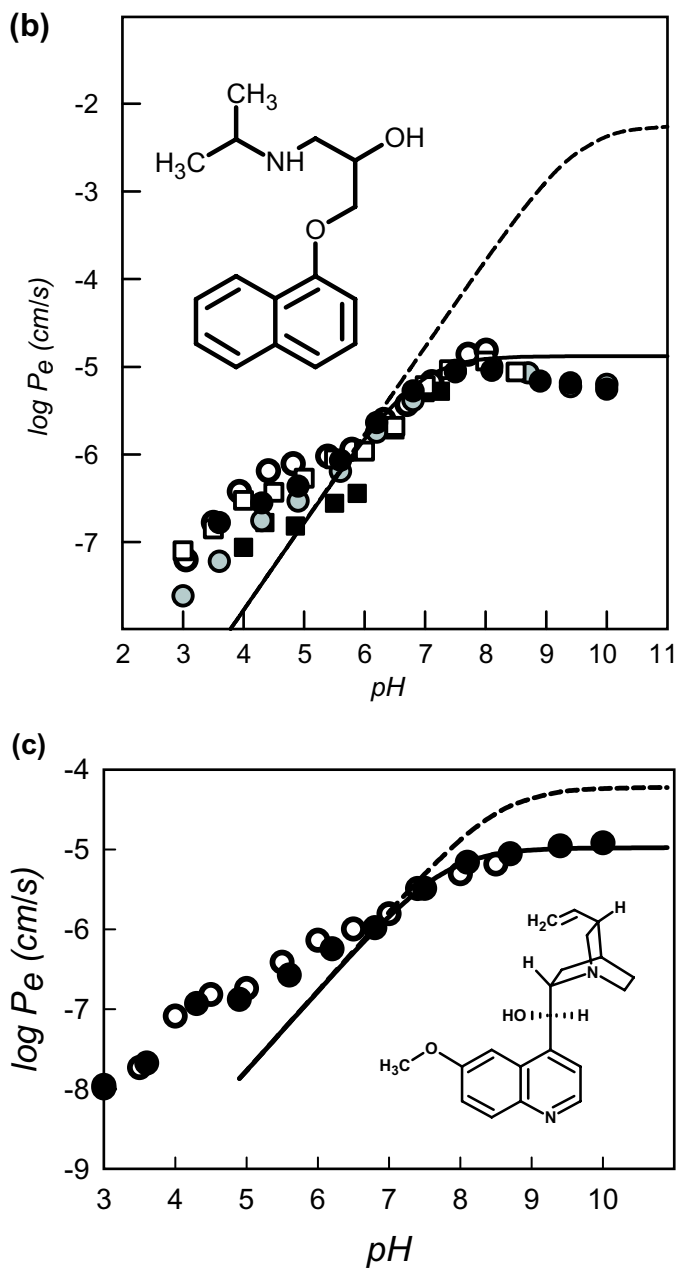 (b)
-2
-3
-4
-5
-6
-7
log Pe (cm/s)
CH3
H3C
NH
OH
O
2 3 4 5 6 7 8 9 10 11
pH
(c)
-4
-5
-6
-7
-8
-9
log Pe (cm/s)
H2C
H
H
N
HO H
O
H3C
N
3 4 5 6 7 8 9 10
pH